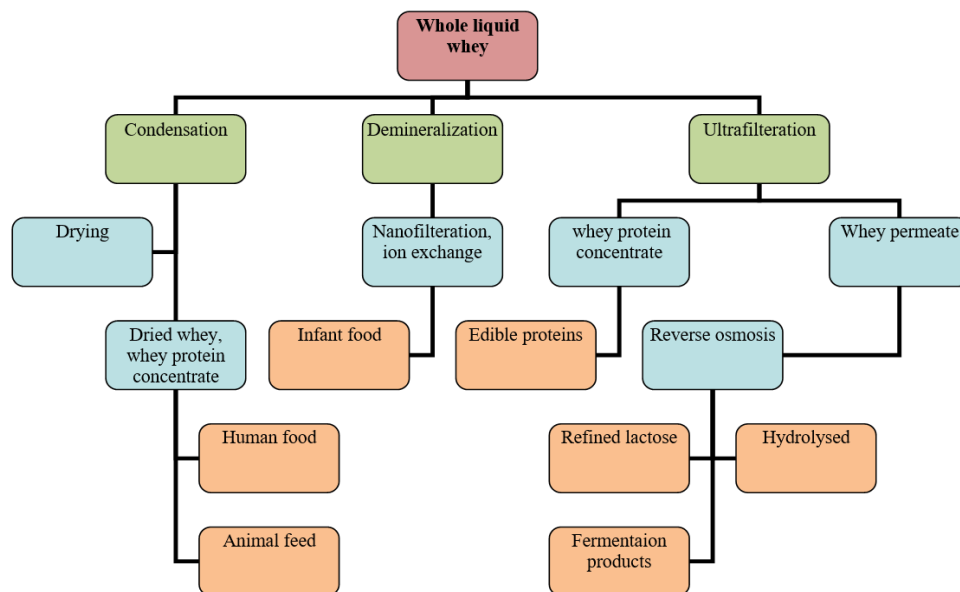 Whole liquid
whey
Condensation
Demineralization
Ultrafilteration
Drying
Nanofilteration,
ion exchange
whey protein
concentrate
Whey permeate
Dried whey,
whey protein
concentrate
Infant food
Edible proteins
Reverse osmosis
Human food
Refined lactose
Hydrolysed
Animal feed
Fermentaion
products